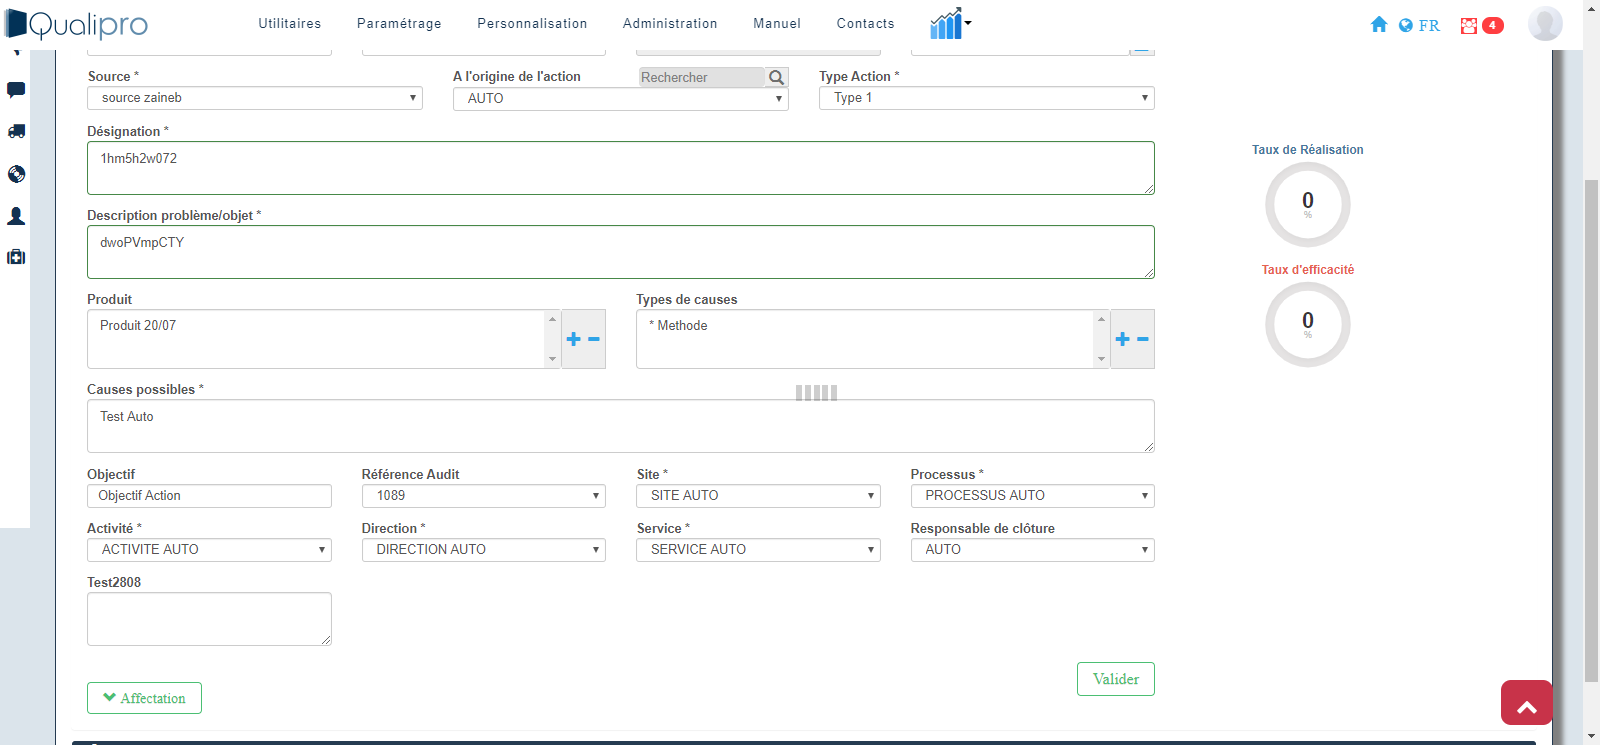 Qualipro
Utilitaires Paramétrage Personnalisation Administration Manuel Contacts FR 4
Source * A l'origine de l'action Rechercher Type Action *
source zaineb AUTO Type 1
Désignation *
1hm5h2w072
Description problème/objet *
dwoPVmpCTY
Produit Types de causes
Produit 20/07 * Methode
Causes possibles *
Test Auto
Objectif Référence Audit Site * Processus *
Objectif Action 1089 SITE AUTO PROCESSUS AUTO
Activité * Direction * Service * Responsable de clôture
ACTIVITE AUTO DIRECTION AUTO SERVICE AUTO AUTO
Test2808
Valider
Affectation
Taux de Réalisation
0
%
Taux d'efficacité
0
%